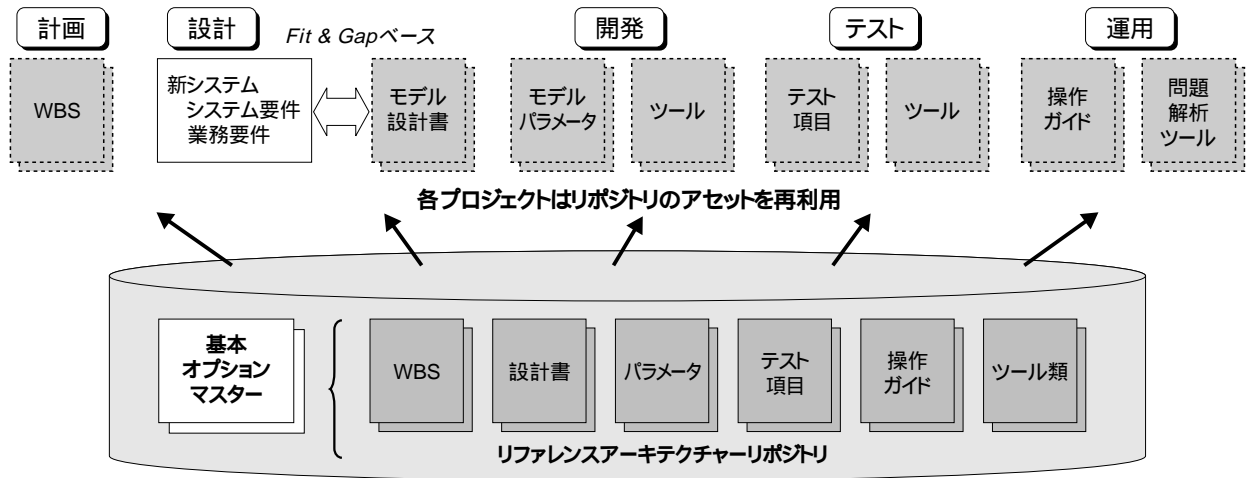 計画
設計
Fit & Gapベース
開発
テスト
運用
WBS
新システム
システム要件
業務要件
モデル
設計書
モデル
パラメータ
ツール
テスト
項目
ツール
操作
ガイド
問題
解析
ツール
各プロジェクトはリポジトリのアセットを再利用
基本
オプション
マスター
WBS
設計書
パラメータ
テスト
項目
操作
ガイド
ツール類
リファレンスアーキテクチャーリポジトリ